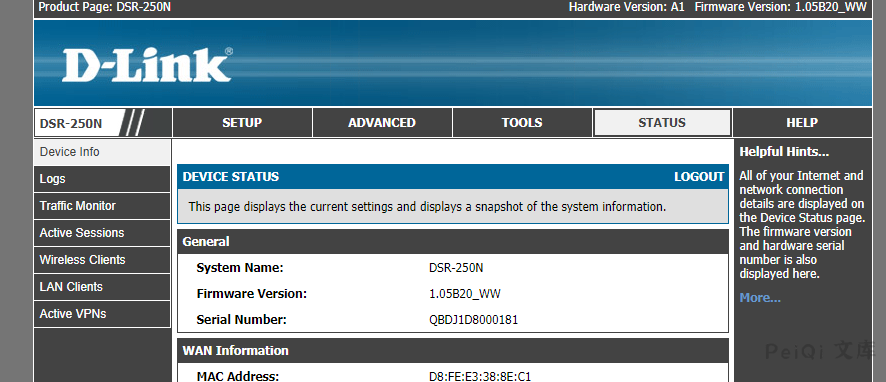 Product Page: DSR-250N
Hardware Version: A1 Firmware Version: 1.05B20_WW
D-Link®
DSR-250N
SETUP
ADVANCED
TOOLS
STATUS
HELP
Device Info
Logs
Traffic Monitor
Active Sessions
Wireless Clients
LAN Clients
Active VPNs
DEVICE STATUS
LOGOUT
This page displays the current settings and displays a snapshot of the system information.
General
System Name: DSR-250N
Firmware Version: 1.05B20_WW
Serial Number: QBDJ1D8000181
WAN Information
MAC Address: D8:FE:E3:38:8E:C1
Helpful Hints...
All of your Internet and
network connection
details are displayed on
the Device Status page.
The firmware version
and hardware serial
number is also
displayed here.
More...
PeiQi 文库